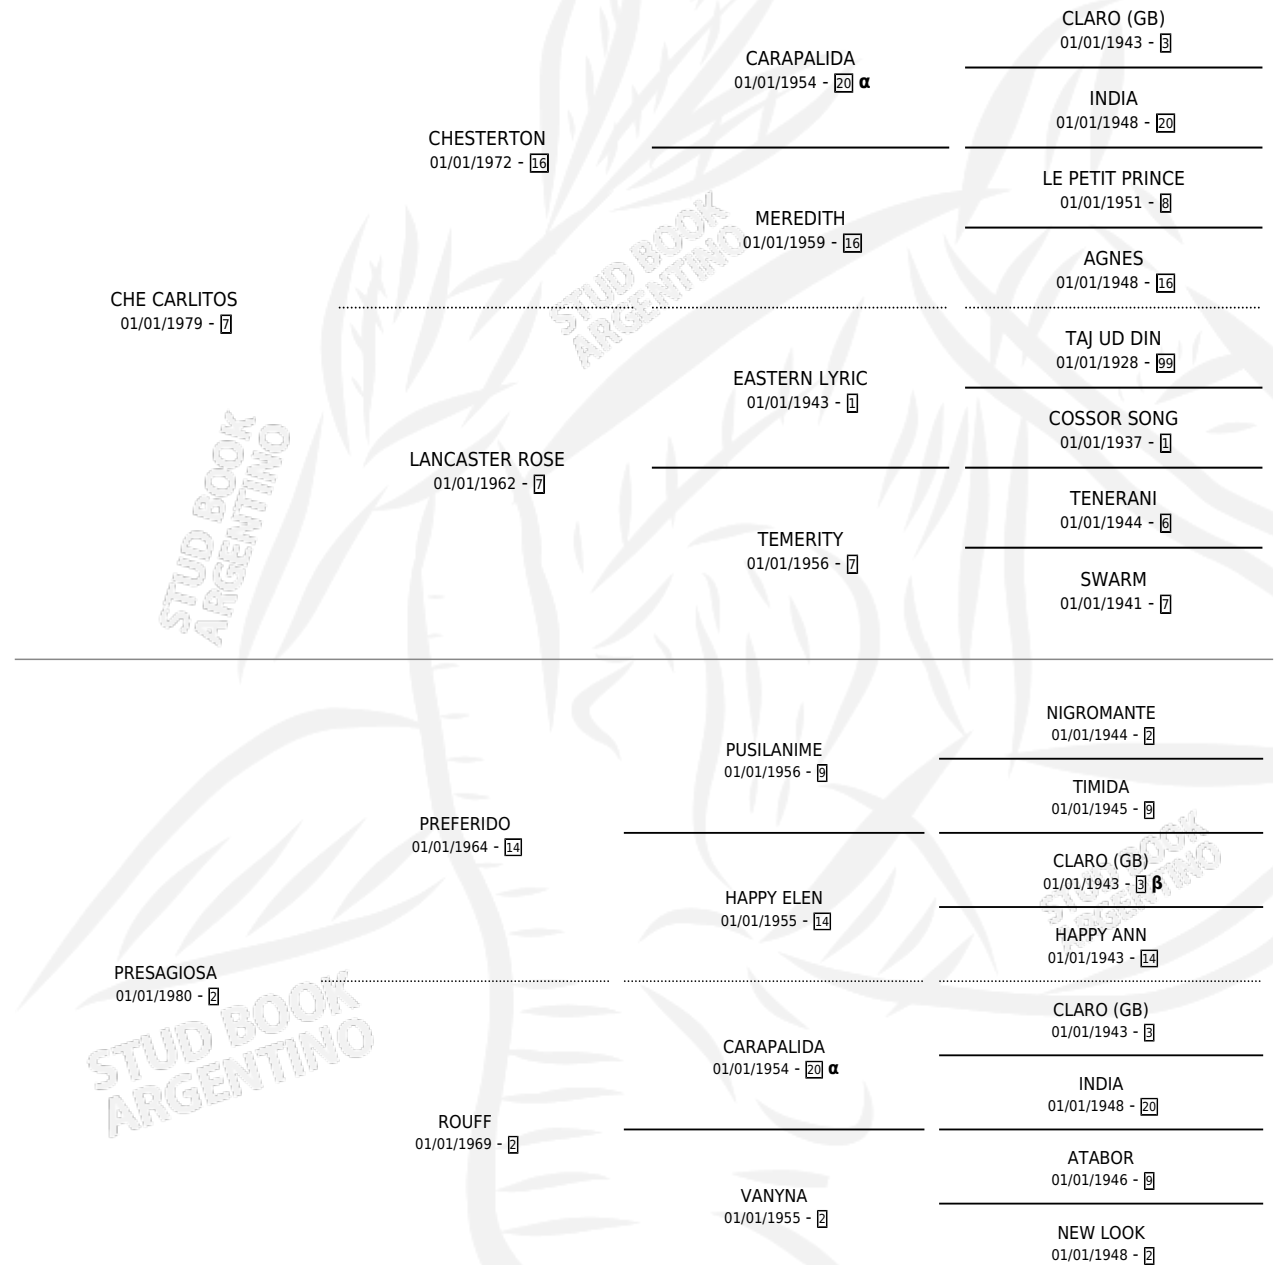 CLARO (GB)
01/01/1943 - 3
CARAPALIDA
01/01/1954 - 20 α
INDIA
01/01/1948 - 20
CHESTERTON
01/01/1972 - 16
LE PETIT PRINCE
01/01/1951 - 8
MEREDITH
01/01/1959 - 16
AGNES
01/01/1948 - 16
CHE CARLITOS
01/01/1979 - 7
TAJ UD DIN
01/01/1928 - 99
EASTERN LYRIC
01/01/1943 - 1
COSSOR SONG
01/01/1937 - 1
LANCASTER ROSE
01/01/1962 - 7
TENERANI
01/01/1944 - 6
TEMERITY
01/01/1956 - 7
SWARM
01/01/1941 - 7
NIGROMANTE
01/01/1944 - 2
PUSILANIME
01/01/1956 - 9
TIMIDA
01/01/1945 - 9
PREFERIDO
01/01/1964 - 14
CLARO (GB)
01/01/1943 - 3 β
HAPPY ELEN
01/01/1955 - 14
HAPPY ANN
01/01/1943 - 14
PRESAGIOSA
01/01/1980 - 2
CLARO (GB)
01/01/1943 - 3
CARAPALIDA
01/01/1954 - 20 α
INDIA
01/01/1948 - 20
ROUFF
01/01/1969 - 2
ATABOR
01/01/1946 - 9
VANYNA
01/01/1955 - 2
NEW LOOK
01/01/1948 - 2
STUD BOOK
ARGENTINO
STUD BOOK
ARGENTINO
STUD BOOK
ARGENTINO
STUD BOOK
ARGENTINO